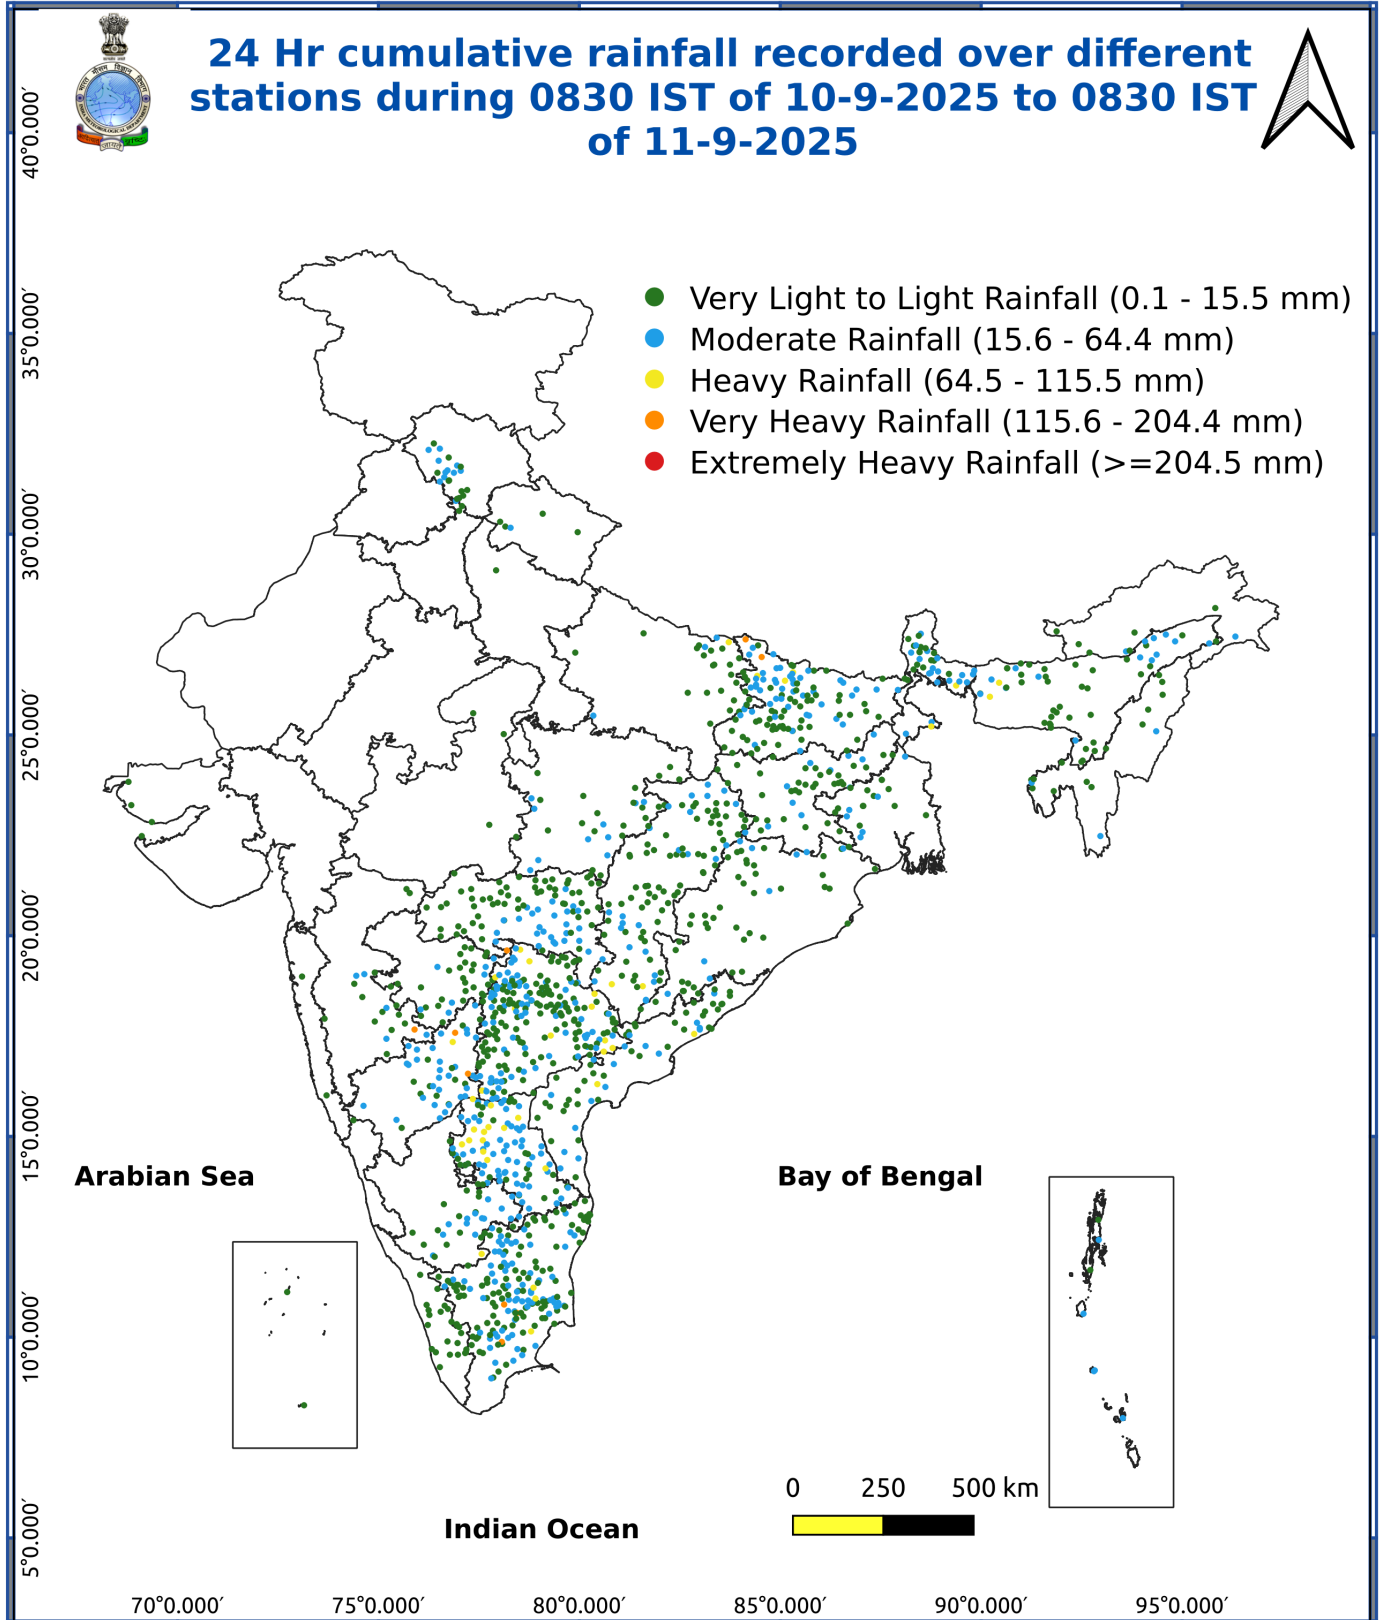 24 Hr cumulative rainfall recorded over different
stations during 0830 IST of 10-9-2025 to 0830 IST
of 11-9-2025
Very Light to Light Rainfall (0.1 - 15.5 mm)
Moderate Rainfall (15.6 - 64.4 mm)
Heavy Rainfall (64.5 - 115.5 mm)
Very Heavy Rainfall (115.6 - 204.4 mm)
Extremely Heavy Rainfall (>=204.5 mm)
40°0.000′
35°0.000′
30°0.000′
25°0.000′
20°0.000′
15°0.000′
10°0.000′
5°0.000′
Arabian Sea
Bay of Bengal
Indian Ocean
0 250 500 km
70°0.000′ 75°0.000′ 80°0.000′ 85°0.000′ 90°0.000′ 95°0.000′